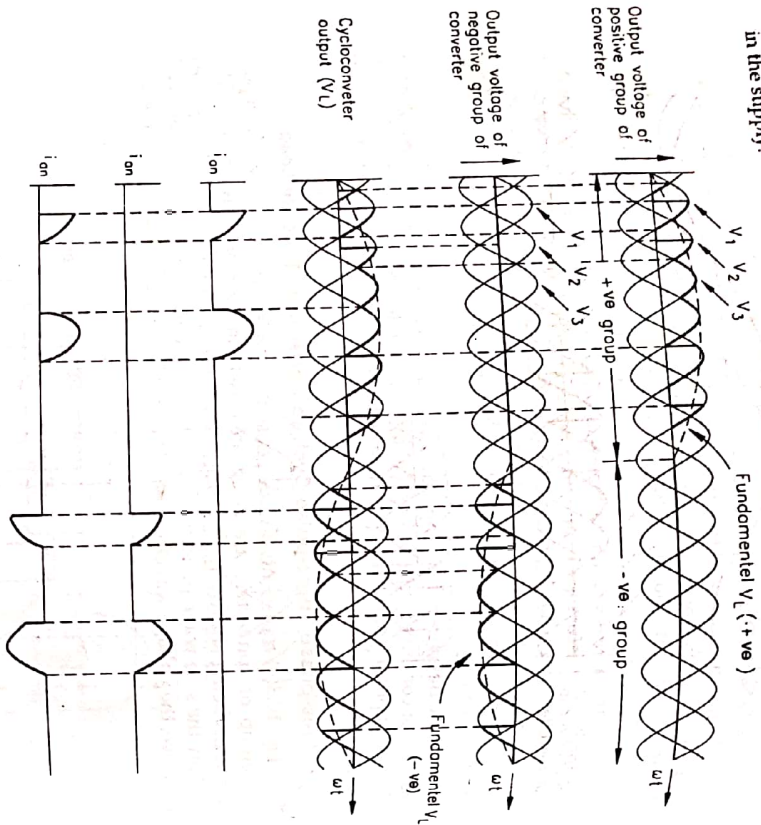 in the supply.
Output voltage of
positive group of
converter
V1
V2
V3
+ve group
-ve group
Fundamentel VL (+ve)
Output voltage of
negative group of
converter
V1
V2
V3
Fundomentel VL
(-ve)
ωt
Cycloconveter
output (VL)
ωt
ian
ian
ian